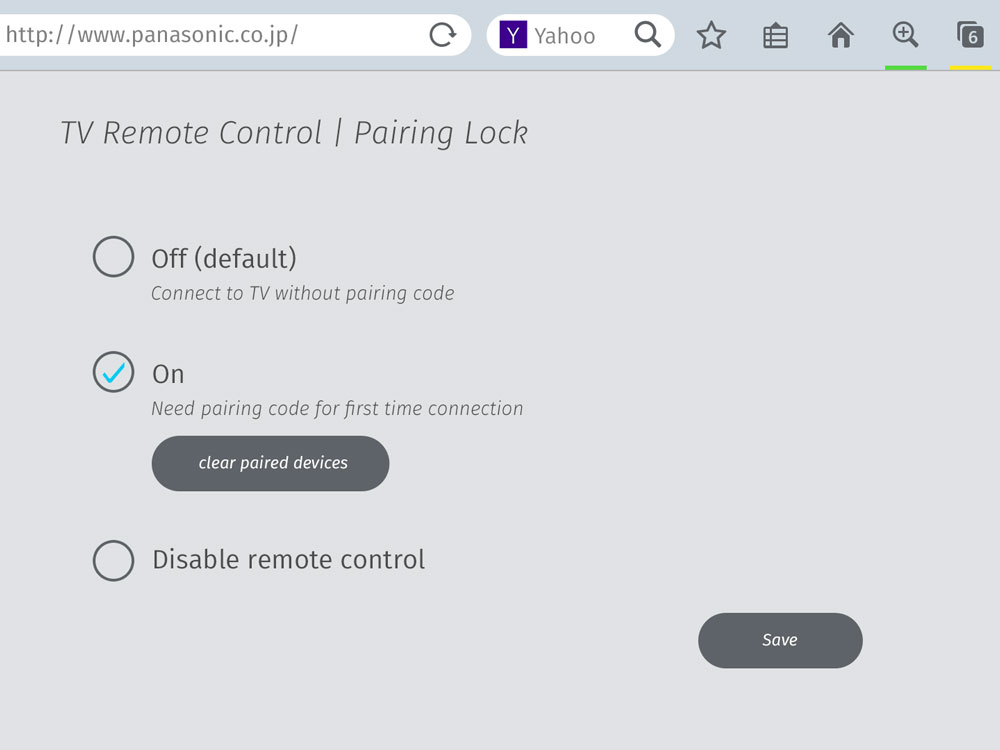 http://www.panasonic.co.jp/ Y Yahoo 6
TV Remote Control | Pairing Lock
Off (default)
Connect to TV without pairing code
On
Need pairing code for first time connection
clear paired devices
Disable remote control
Save